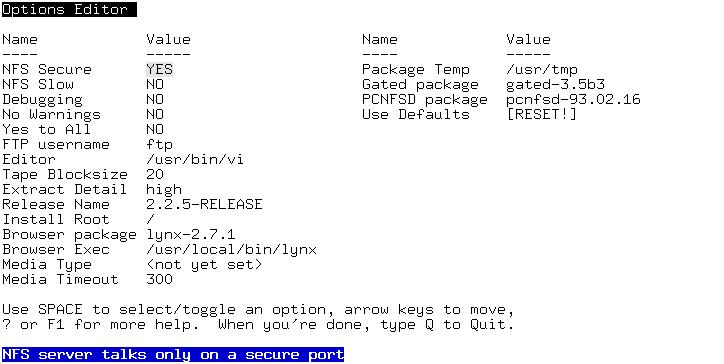 Options Editor
Name Value Name Value
---- ----- ---- -----
NFS Secure YES Package Temp /usr/tmp
NFS Slow NO Gated package gated-3.5b3
Debugging NO PCNFSD package pcnfsd-93.02.16
No Warnings NO Use Defaults [RESET!]
Yes to All NO
FTP username ftp
Editor /usr/bin/vi
Tape Blocksize 20
Extract Detail high
Release Name 2.2.5-RELEASE
Install Root /
Browser package lynx-2.7.1
Browser Exec /usr/local/bin/lynx
Media Type <not yet set>
Media Timeout 300
Use SPACE to select/toggle an option, arrow keys to move,
? or F1 for more help. When you're done, type Q to Quit.
NFS server talks only on a secure port